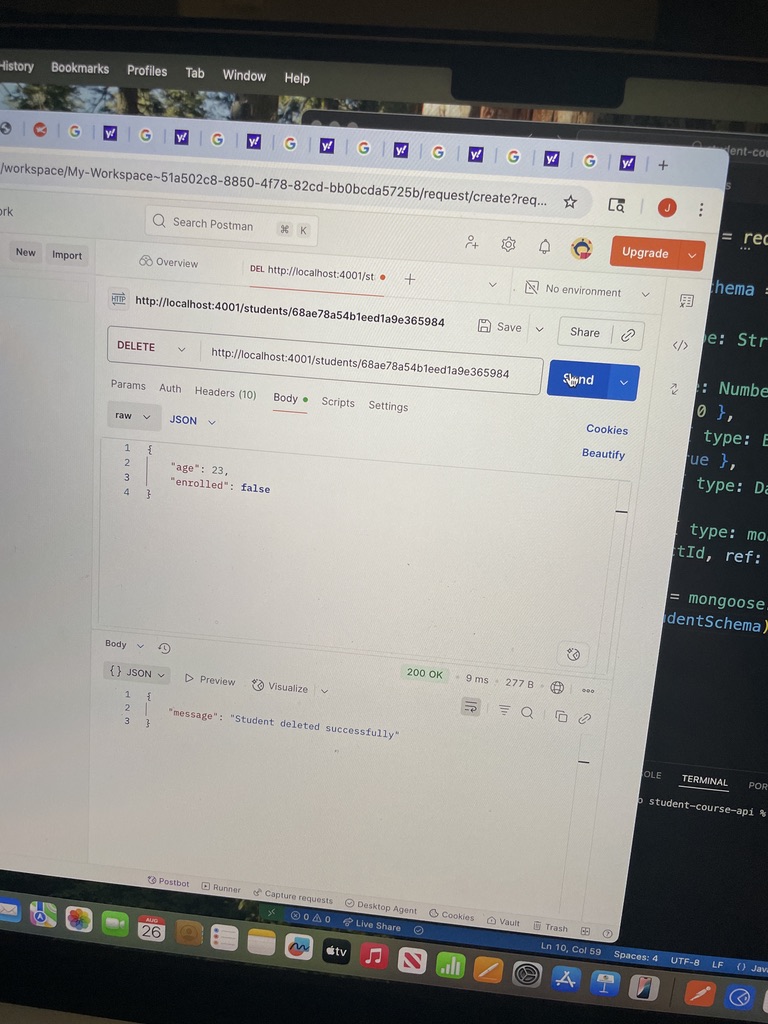 History Bookmarks Profiles Tab Window Help
/workspace/My-Workspace~51a502c8-8850-4f78-82cd-bb0bcda5725b/request/create?req...
J
Search Postman ⌘ K
Upgrade
New Import
Overview
DEL http://localhost:4001/st
No environment
HTTP http://localhost:4001/students/68ae78a54b1eed1a9e365984
Save
Share
DELETE
http://localhost:4001/students/68ae78a54b1eed1a9e365984
Send
Params Auth Headers (10) Body Scripts Settings
Cookies
raw JSON
Beautify
1 {
2 "age": 23,
3 "enrolled": false
4 }
Body
200 OK 9 ms 277 B
{} JSON Preview Visualize
1 {
2 "message": "Student deleted successfully"
3 }
Postbot Runner Capture requests Desktop Agent Cookies Vault Trash
= req
hema =
pe: Str
: Numbe
0 },
type: B
ue },
type: Da
type: mo
ctId, ref:
= mongoose.
udentSchema)
OLE TERMINAL POR
student-course-api %
0 0 Live Share
Ln 10, Col 59 Spaces: 4 UTF-8 LF {} Java
AUG
26
tv